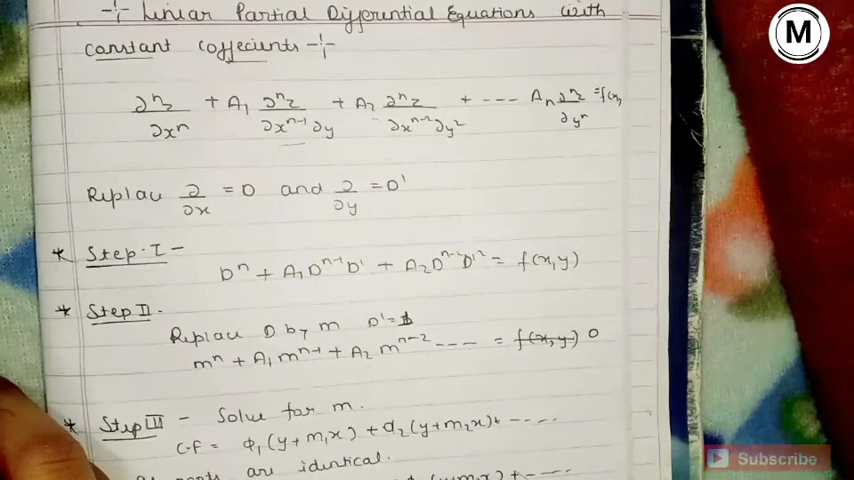 -:- Linear Partial Differential Equations with
constant coffecients -:-
∂ⁿz/∂xⁿ + A₁ ∂ⁿz/∂xⁿ⁻¹∂y + A₂ ∂ⁿz/∂xⁿ⁻²∂y² + --- Aₙ ∂ⁿz/∂yⁿ = f(x,
Replace ∂/∂x = D and ∂/∂y = D'
* Step-I -
Dⁿ + A₁Dⁿ⁻¹D' + A₂Dⁿ⁻²D'² = f(x,y)
* Step II.
Replace D by m D'=1
mⁿ + A₁mⁿ⁻¹ + A₂mⁿ⁻² ---- = f(x,y) 0
* Step III - Solve for m.
C.F = Φ₁(y+m₁x) + Φ₂(y+m₂x)+ -----
roots are identical.
M
Subscribe